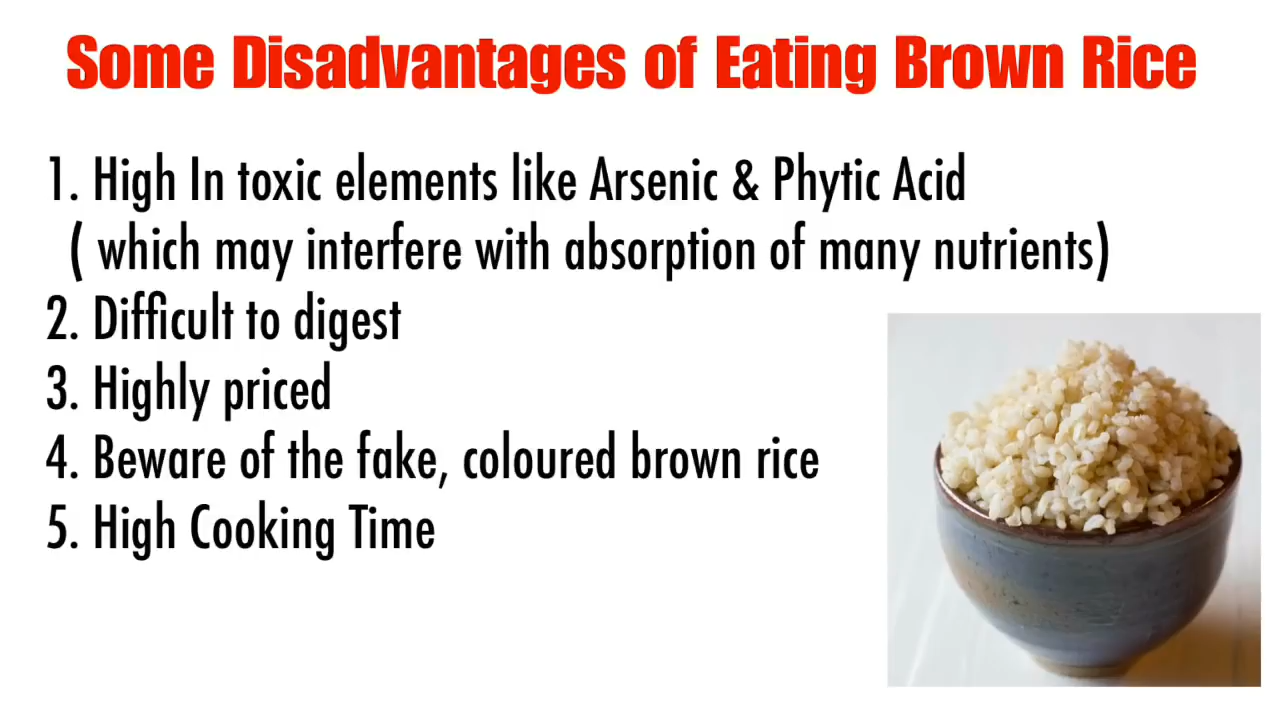 Some Disadvantages of Eating Brown Rice
1. High In toxic elements like Arsenic & Phytic Acid
( which may interfere with absorption of many nutrients)
2. Difficult to digest
3. Highly priced
4. Beware of the fake, coloured brown rice
5. High Cooking Time